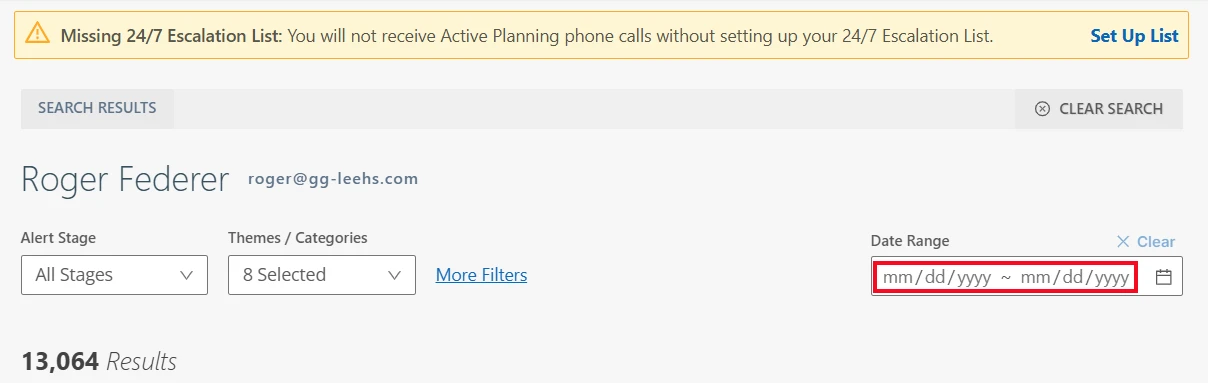 Missing 24/7 Escalation List: You will not receive Active Planning phone calls without setting up your 24/7 Escalation List. Set Up List
SEARCH RESULTS CLEAR SEARCH
Roger Federer roger@gg-leehs.com
Alert Stage Themes / Categories Date Range Clear
All Stages 8 Selected More Filters mm/dd/yyyy ~ mm/dd/yyyy
13,064 Results